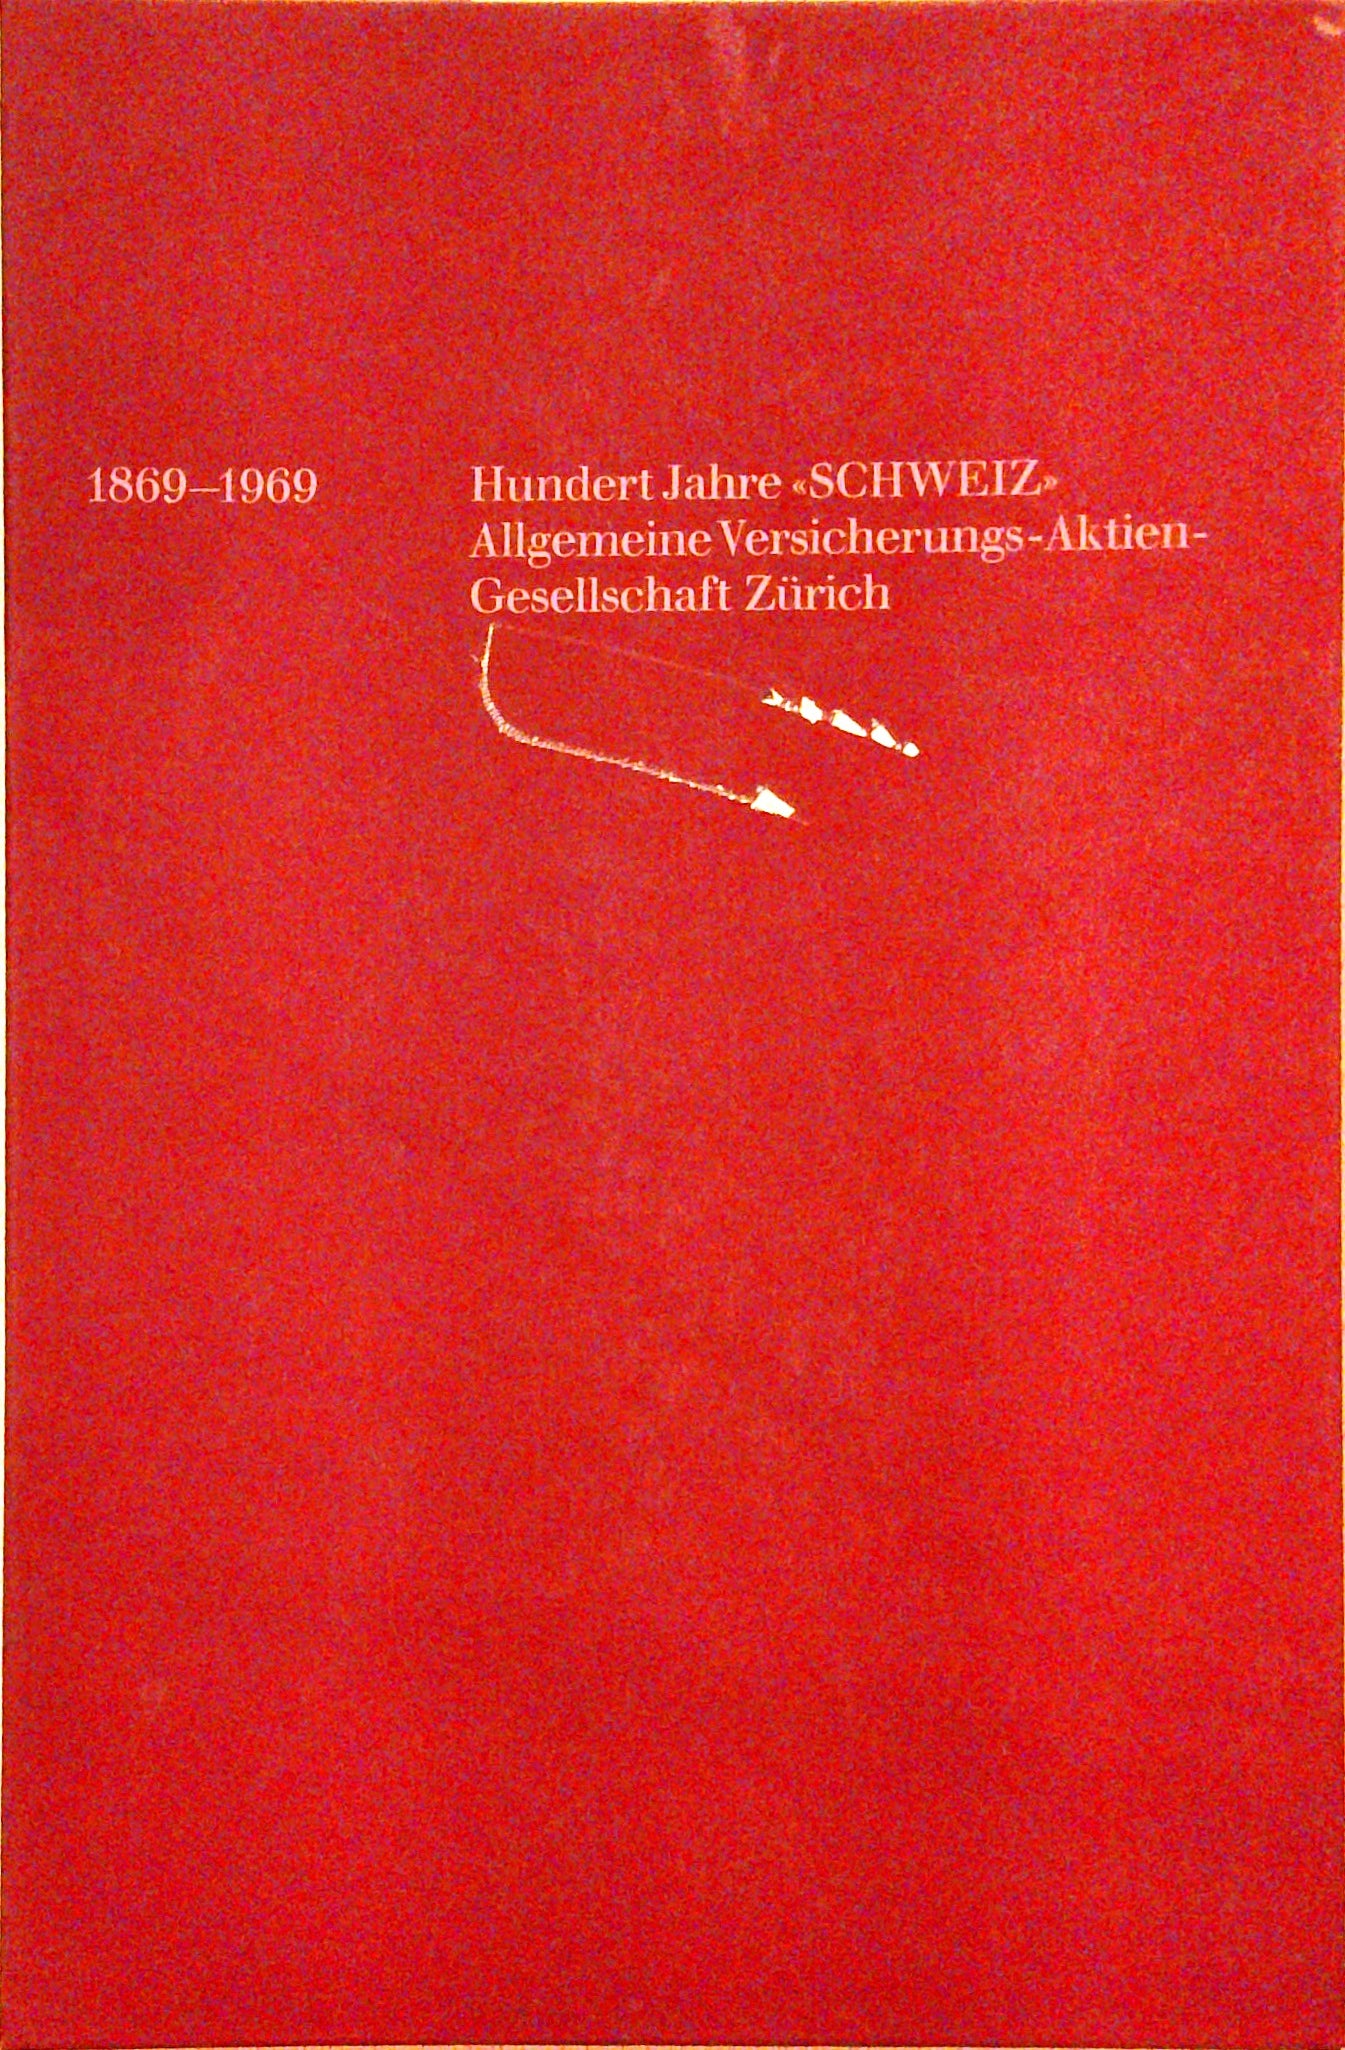 1869–1969
Hundert Jahre «SCHWEIZ»
Allgemeine Versicherungs-Aktien-
Gesellschaft Zürich